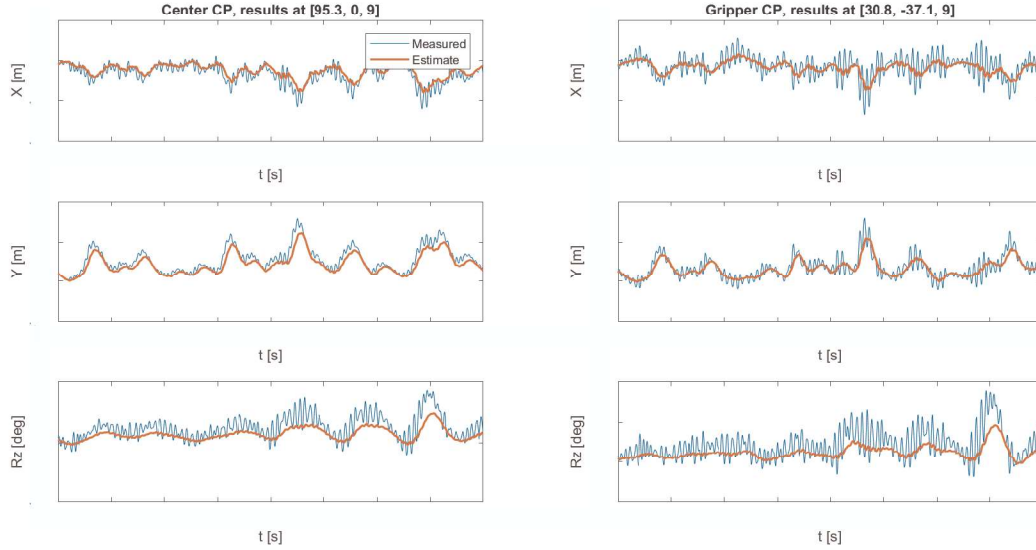 Center CP, results at [95.3, 0, 9]
Gripper CP, results at [30.8, -37.1, 9]
Measured
Estimate
X [m]
X [m]
t [s]
t [s]
Y [m]
Y [m]
t [s]
t [s]
Rz [deg]
Rz [deg]
t [s]
t [s]